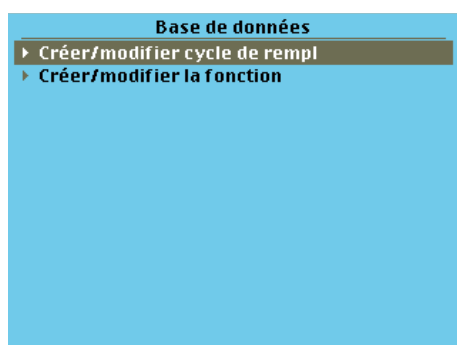 Base de données
Créer/modifier cycle de rempl
Créer/modifier la fonction